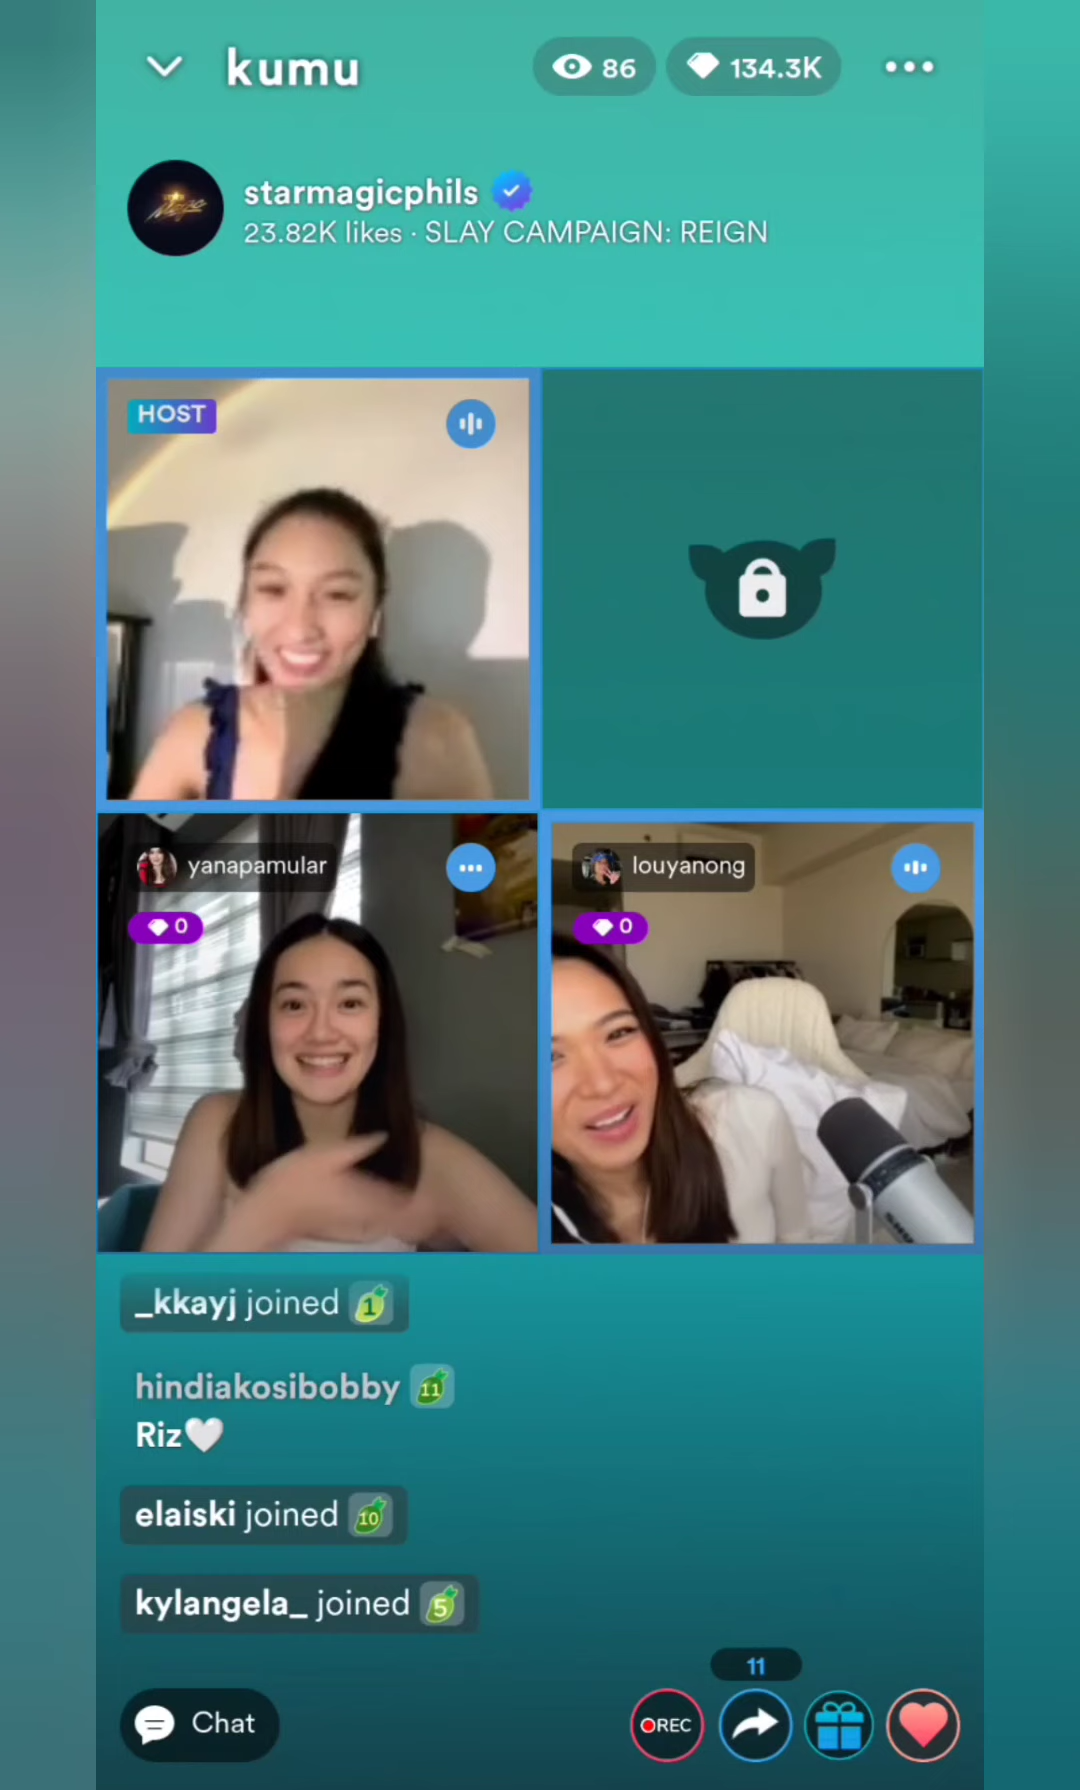 kumu
86
134.3K
starmagicphils
23.82K likes · SLAY CAMPAIGN: REIGN
HOST
yanapamular
0
louyanong
0
_kkayj joined 1
hindiakosibobby 11
Riz🤍
elaiski joined 10
kylangela_ joined 5
11
Chat
REC